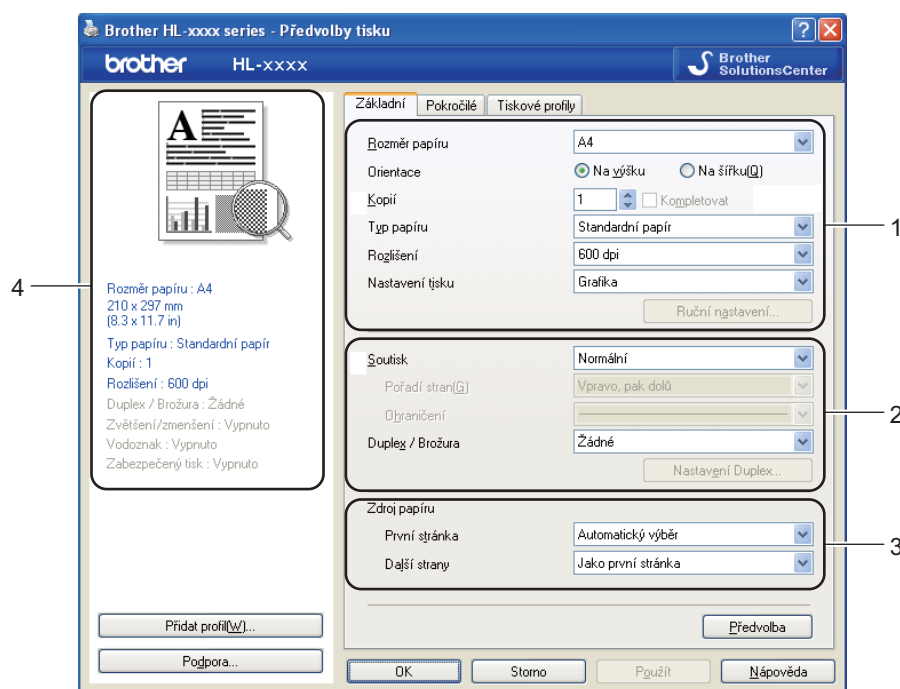 Brother HL-xxxx series - Předvolby tisku
brother HL-xxxx
Brother
SolutionsCenter
Základní Pokročilé Tiskové profily
A
Rozměr papíru A4
Orientace Na výšku Na šířku(Q)
Kopií 1 Kompletovat
Typ papíru Standardní papír
Rozlišení 600 dpi
Nastavení tisku Grafika
Ruční nastavení...
1
4
Rozměr papíru : A4
210 x 297 mm
(8.3 x 11.7 in)
Typ papíru : Standardní papír
Kopií : 1
Rozlišení : 600 dpi
Duplex / Brožura : Žádné
Zvětšení/zmenšení : Vypnuto
Vodoznak : Vypnuto
Zabezpečený tisk : Vypnuto
Soutisk Normální
Pořadí stran(G) Vpravo, pak dolů
Ohraničení
Duplex / Brožura Žádné
Nastavení Duplex...
2
Zdroj papíru
První stránka Automatický výběr
Další strany Jako první stránka
3
Přidat profil(W)...
Podpora...
Předvolba
OK Storno Použít Nápověda